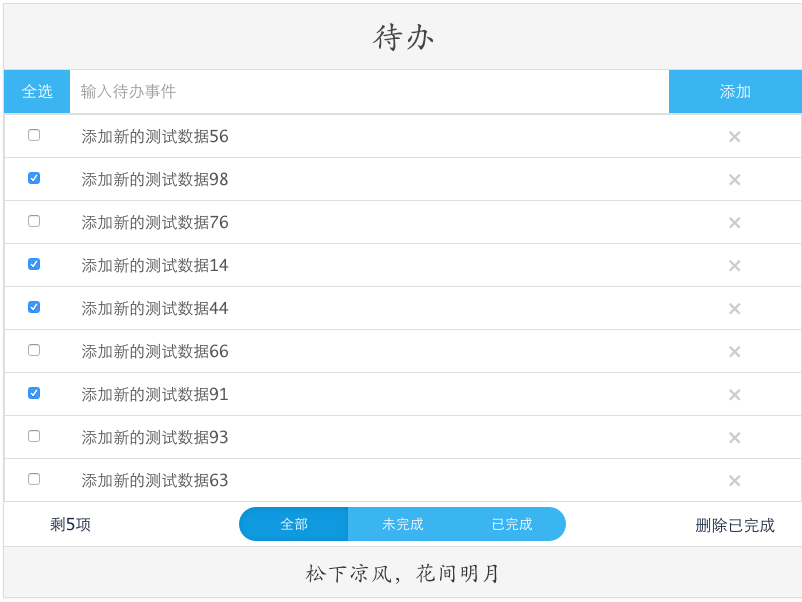 待办
全选 输入待办事件 添加
添加新的测试数据56 ×
添加新的测试数据98 ×
添加新的测试数据76 ×
添加新的测试数据14 ×
添加新的测试数据44 ×
添加新的测试数据66 ×
添加新的测试数据91 ×
添加新的测试数据93 ×
添加新的测试数据63 ×
剩5项 全部 未完成 已完成 删除已完成
松下凉风，花间明月